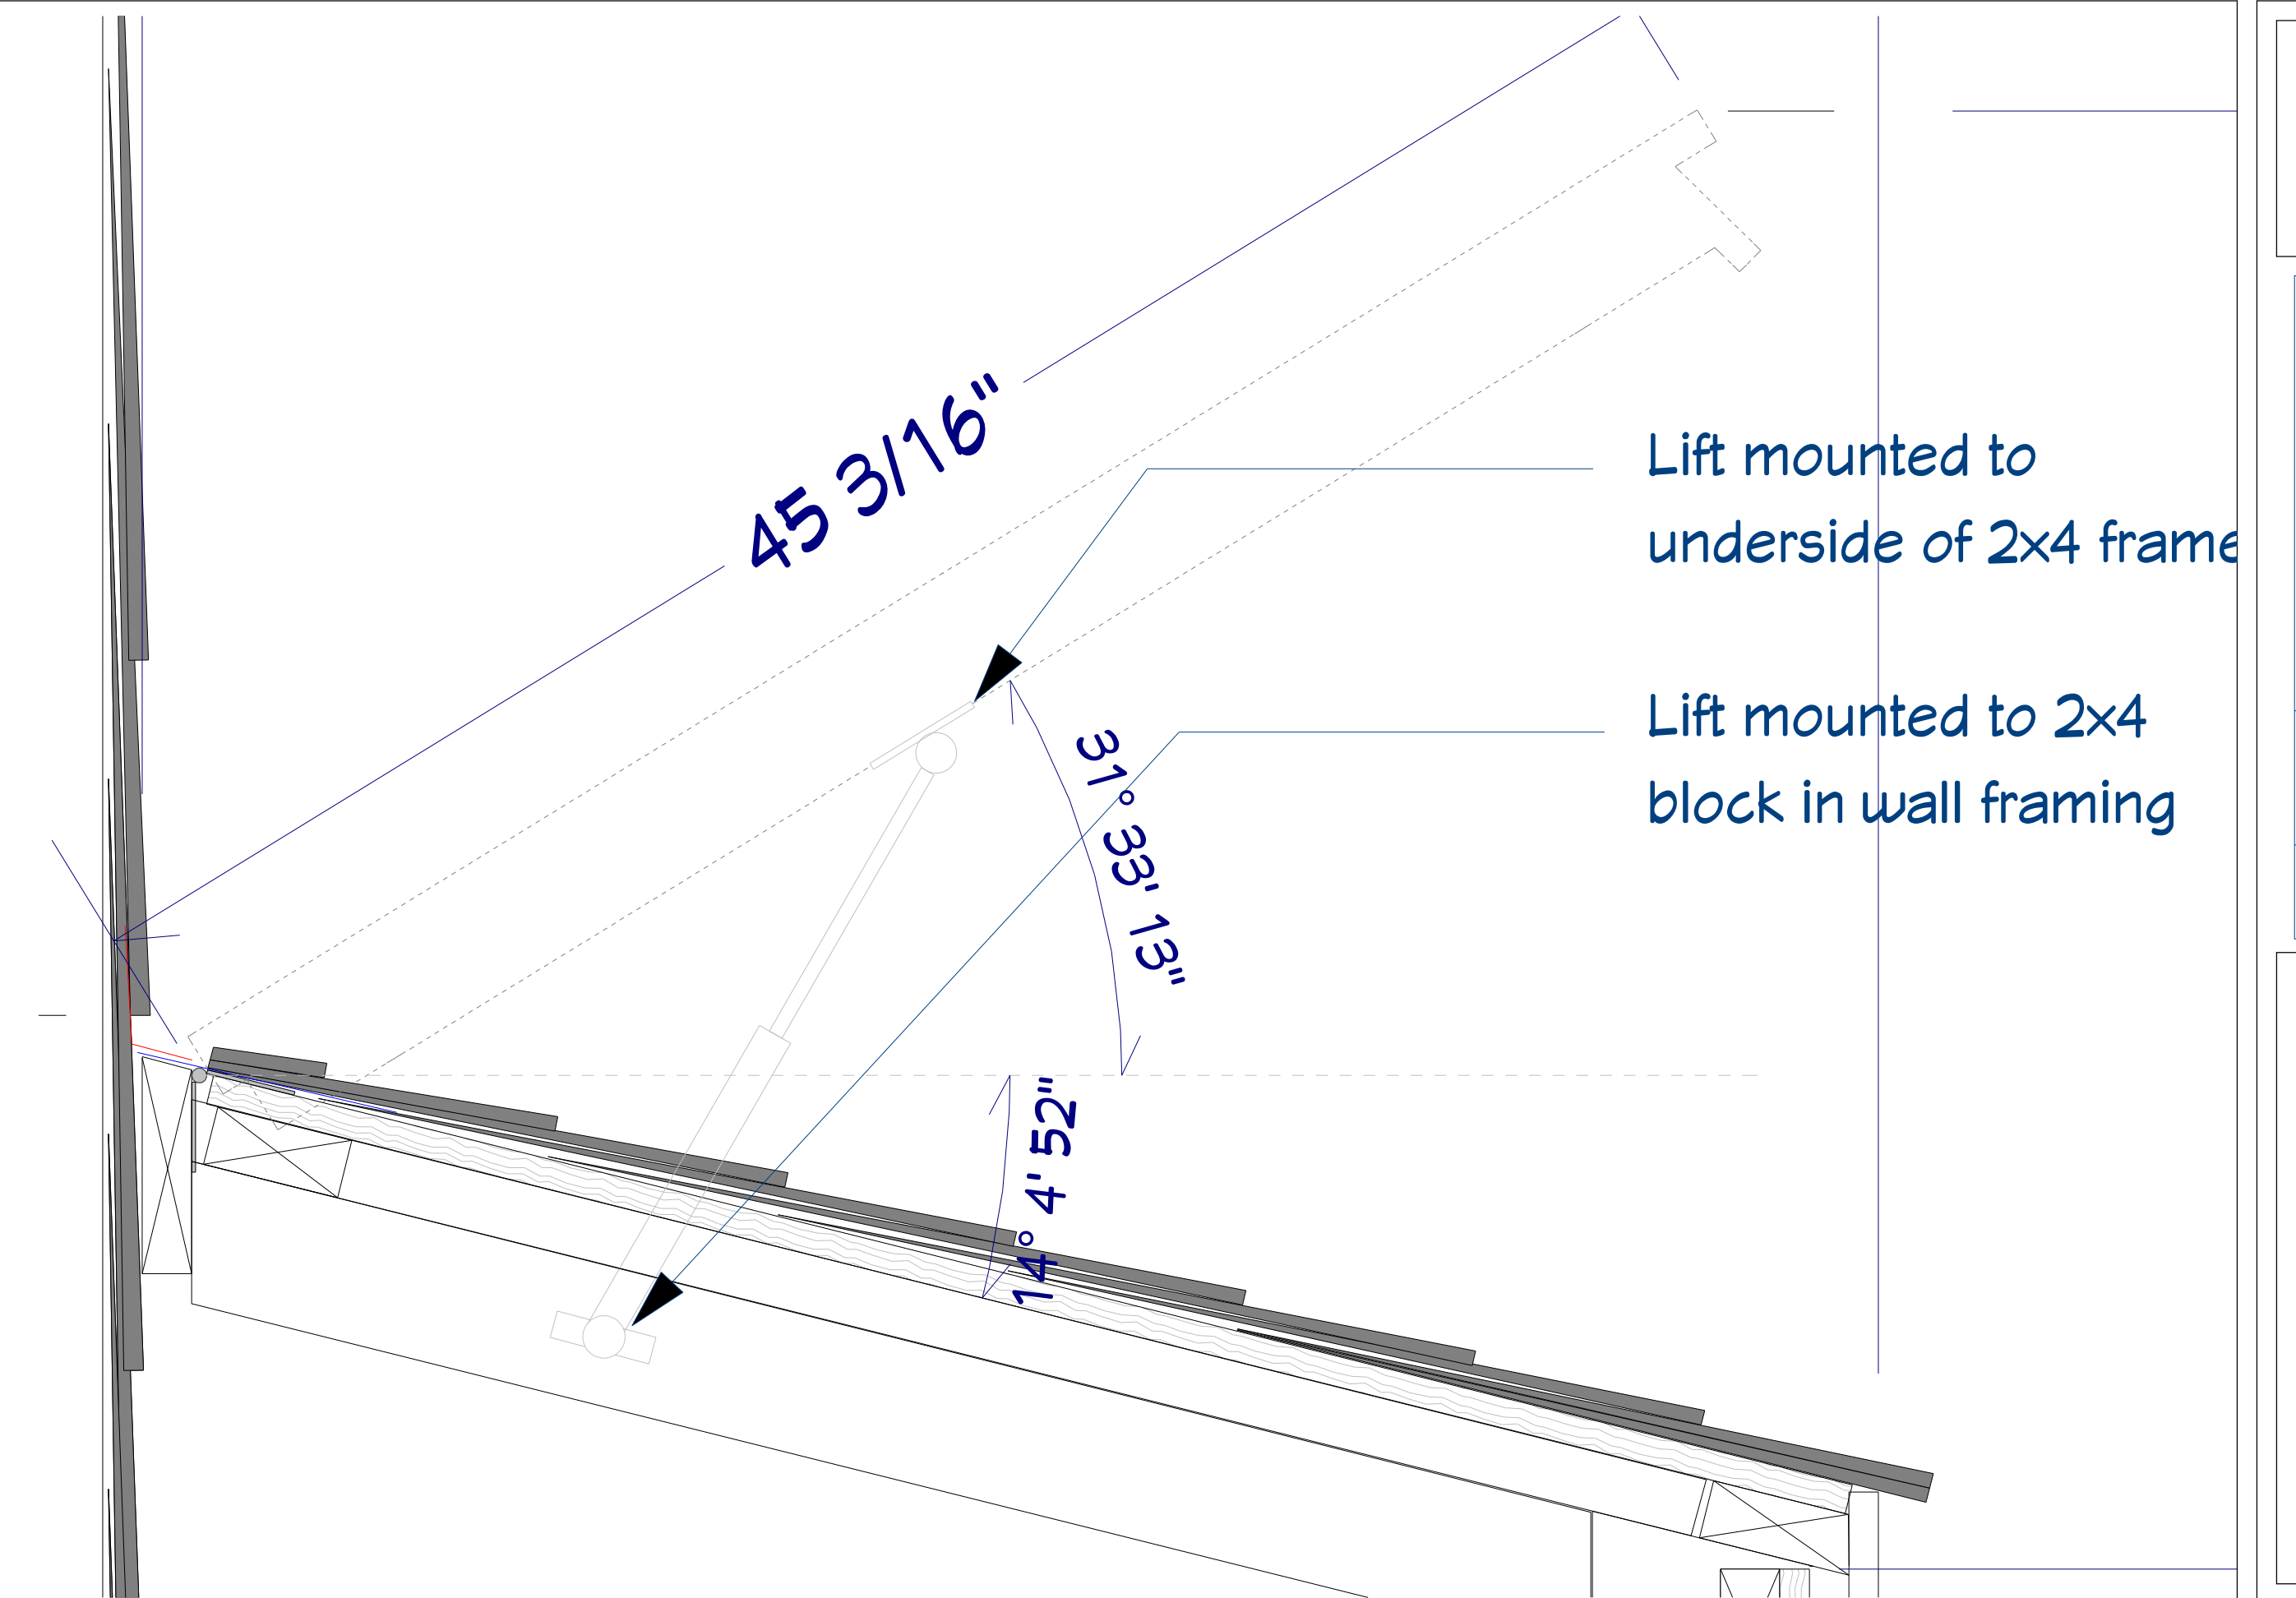 45 3/16"
Lift mounted to
underside of 2x4 frame
Lift mounted to 2x4
block in wall framing
31° 33' 13"
14° 4' 52"